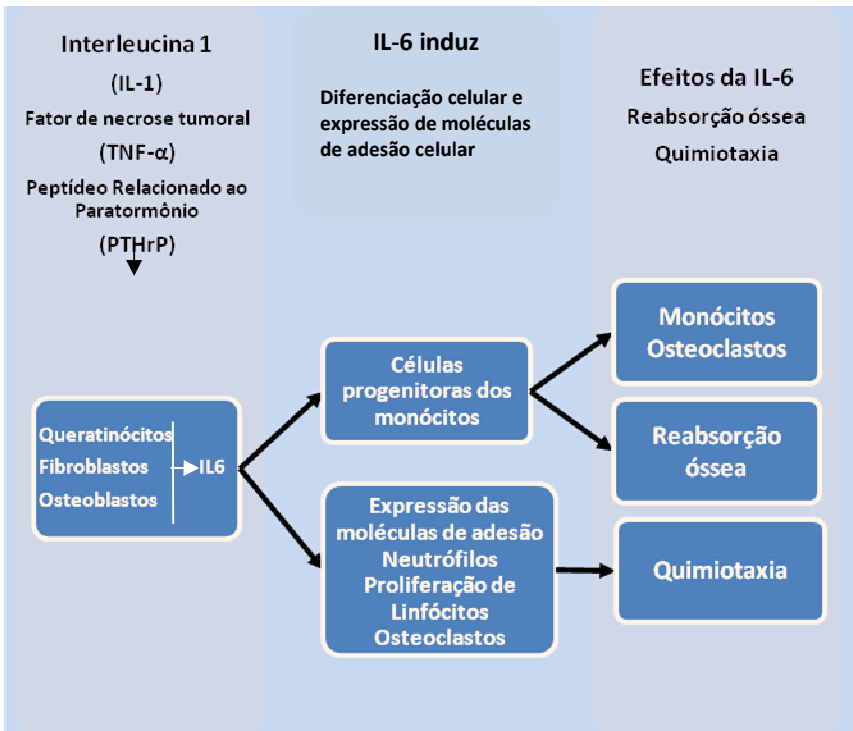 Interleucina 1
(IL-1)
Fator de necrose tumoral
(TNF-α)
Peptídeo Relacionado ao
Paratormônio
(PTHrP)
Queratinócitos
Fibroblastos
Osteoblastos
IL6
IL-6 induz
Diferenciação celular e
expressão de moléculas
de adesão celular
Células
progenitoras dos
monócitos
Expressão das
moléculas de adesão
Neutrófilos
Proliferação de
Linfócitos
Osteoclastos
Efeitos da IL-6
Reabsorção óssea
Quimiotaxia
Monócitos
Osteoclastos
Reabsorção
óssea
Quimiotaxia